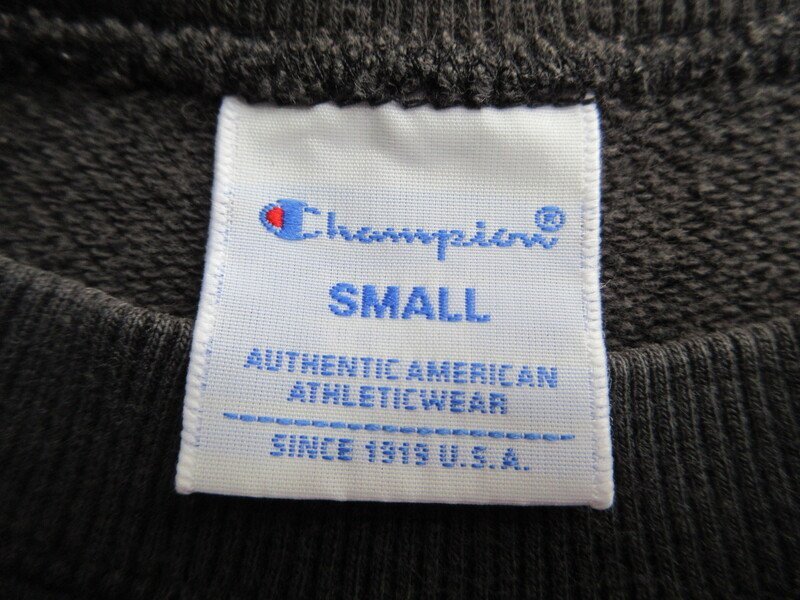 Champion®
SMALL
AUTHENTIC AMERICAN
ATHLETICWEAR
SINCE 1919 U.S.A.